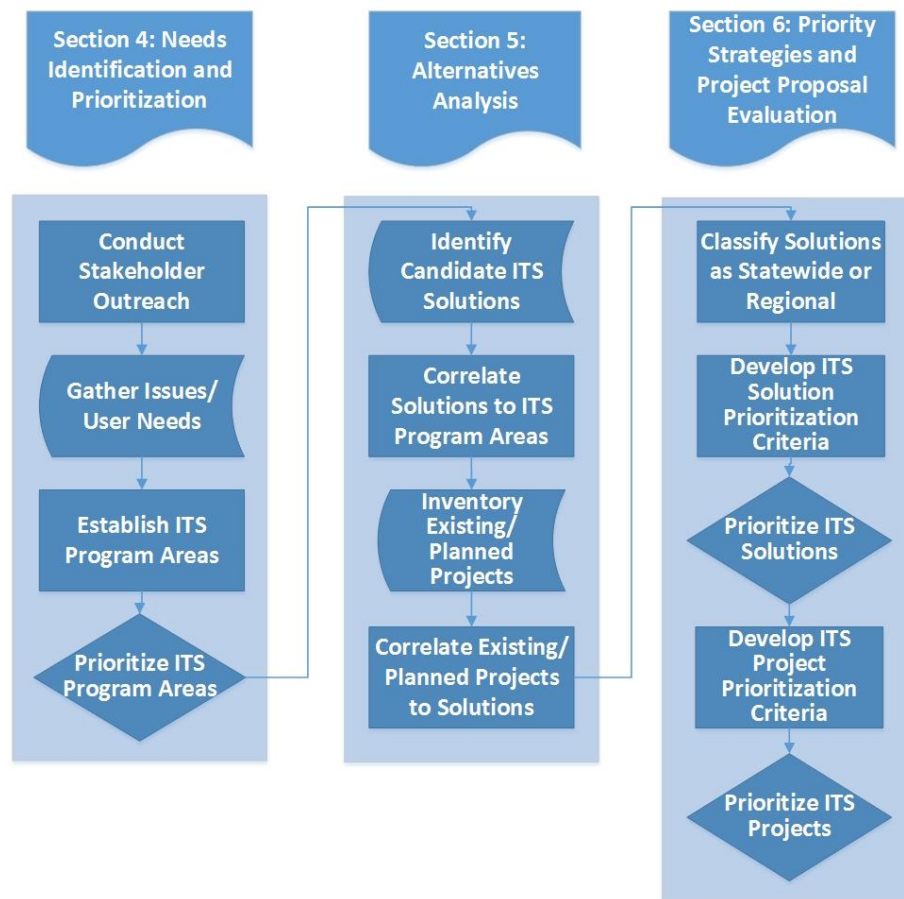 Section 4: Needs
Identification and
Prioritization
Conduct
Stakeholder
Outreach
Gather Issues/
User Needs
Establish ITS
Program Areas
Prioritize ITS
Program Areas
Section 5:
Alternatives
Analysis
Identify
Candidate ITS
Solutions
Correlate
Solutions to ITS
Program Areas
Inventory
Existing/
Planned
Projects
Correlate Existing/
Planned Projects
to Solutions
Section 6: Priority
Strategies and
Project Proposal
Evaluation
Classify Solutions
as Statewide or
Regional
Develop ITS
Solution
Prioritization
Criteria
Prioritize ITS
Solutions
Develop ITS
Project
Prioritization
Criteria
Prioritize ITS
Projects